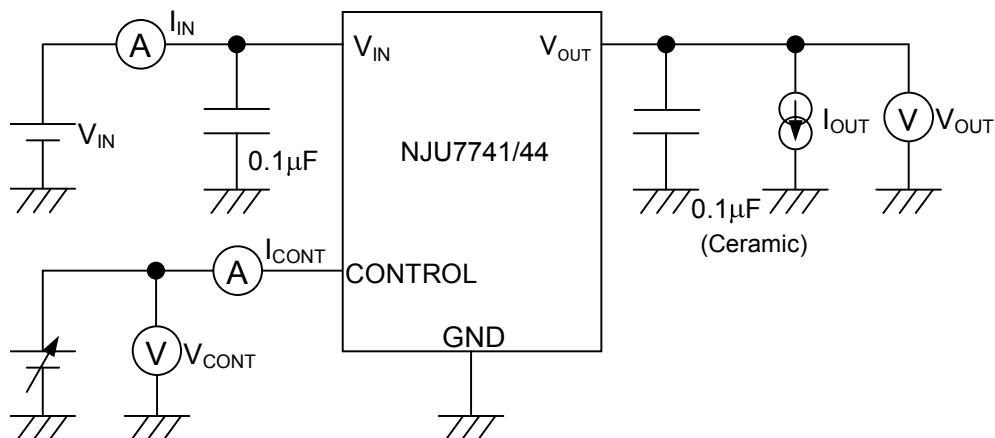 I_IN
A
V_IN
V_OUT
V_IN
0.1μF
NJU7741/44
I_OUT
V
V_OUT
0.1μF
(Ceramic)
I_CONT
A
CONTROL
V
V_CONT
GND